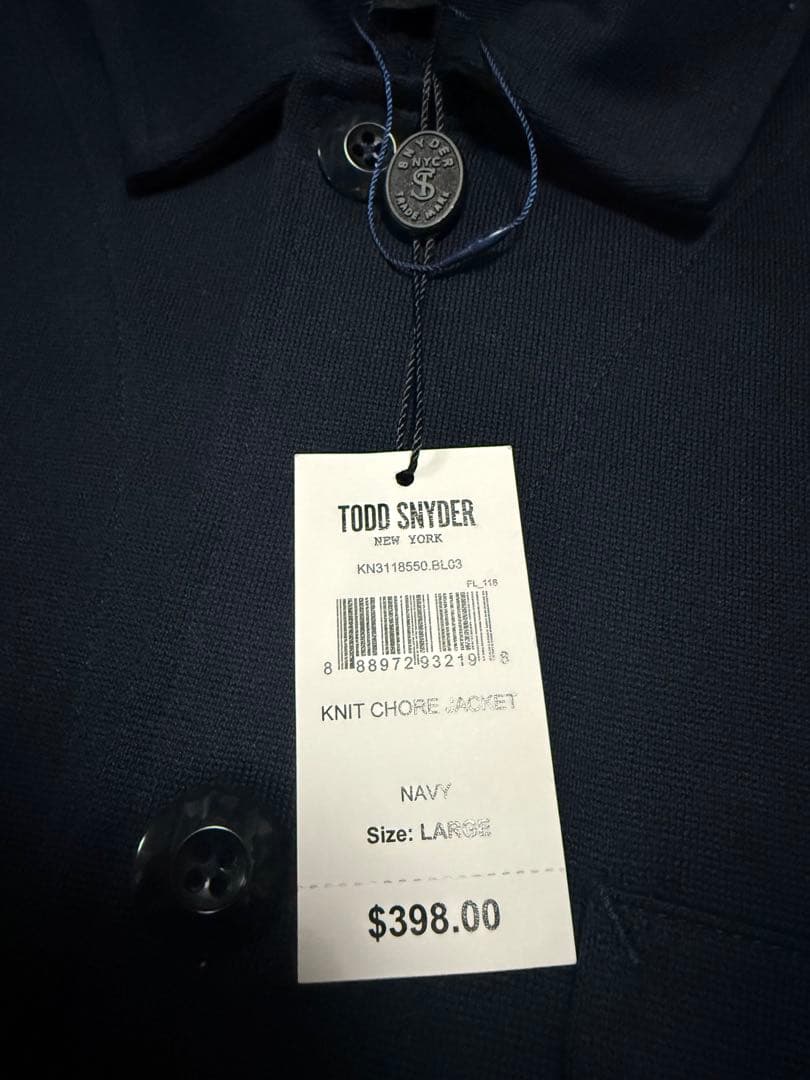 SNYDER
NYC
TS
TRADE MARK
TODD SNYDER
NEW YORK
KN3118550.BL03
FL_118
8 88972 93219 8
KNIT CHORE JACKET
NAVY
Size: LARGE
$398.00